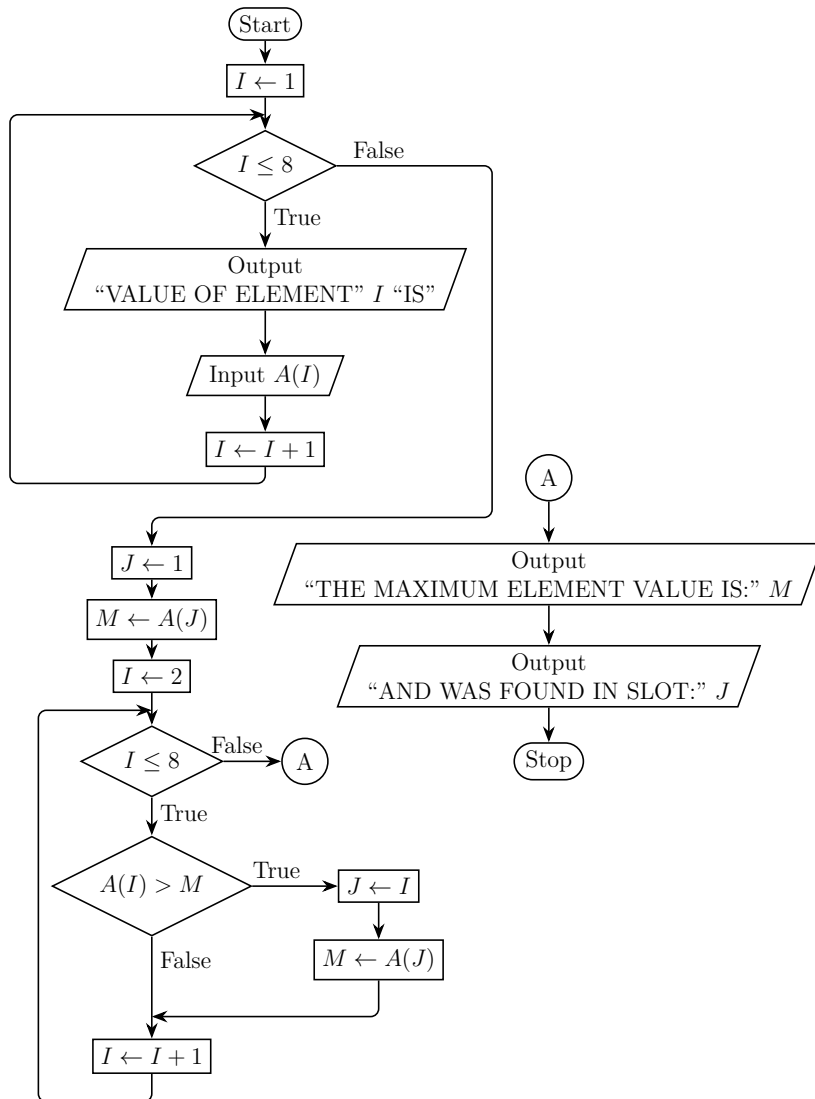 Start
I ← 1
I ≤ 8
False
True
Output
“VALUE OF ELEMENT” I “IS”
Input A(I)
I ← I + 1
J ← 1
M ← A(J)
I ← 2
I ≤ 8
False
A
True
A(I) > M
True
J ← I
M ← A(J)
False
I ← I + 1
A
Output
“THE MAXIMUM ELEMENT VALUE IS:” M
Output
“AND WAS FOUND IN SLOT:” J
Stop